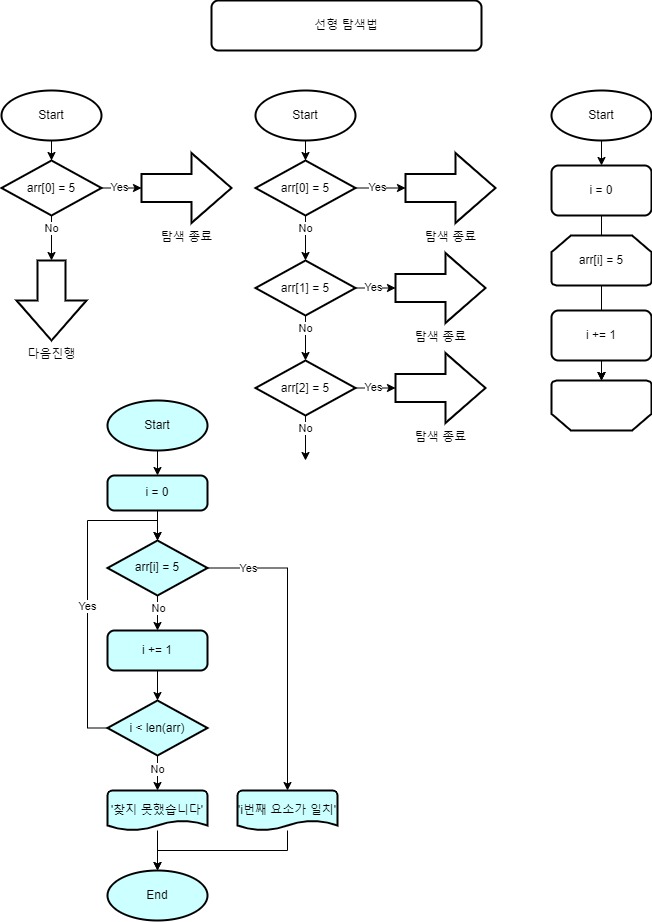 선형 탐색법
Start
arr[0] = 5
Yes
탐색 종료
No
다음진행
Start
arr[0] = 5
Yes
탐색 종료
No
arr[1] = 5
Yes
탐색 종료
No
arr[2] = 5
Yes
탐색 종료
No
Start
i = 0
arr[i] = 5
i += 1
Start
i = 0
arr[i] = 5
Yes
No
Yes
i += 1
i < len(arr)
No
'찾지 못했습니다'
'i번째 요소가 일치'
End